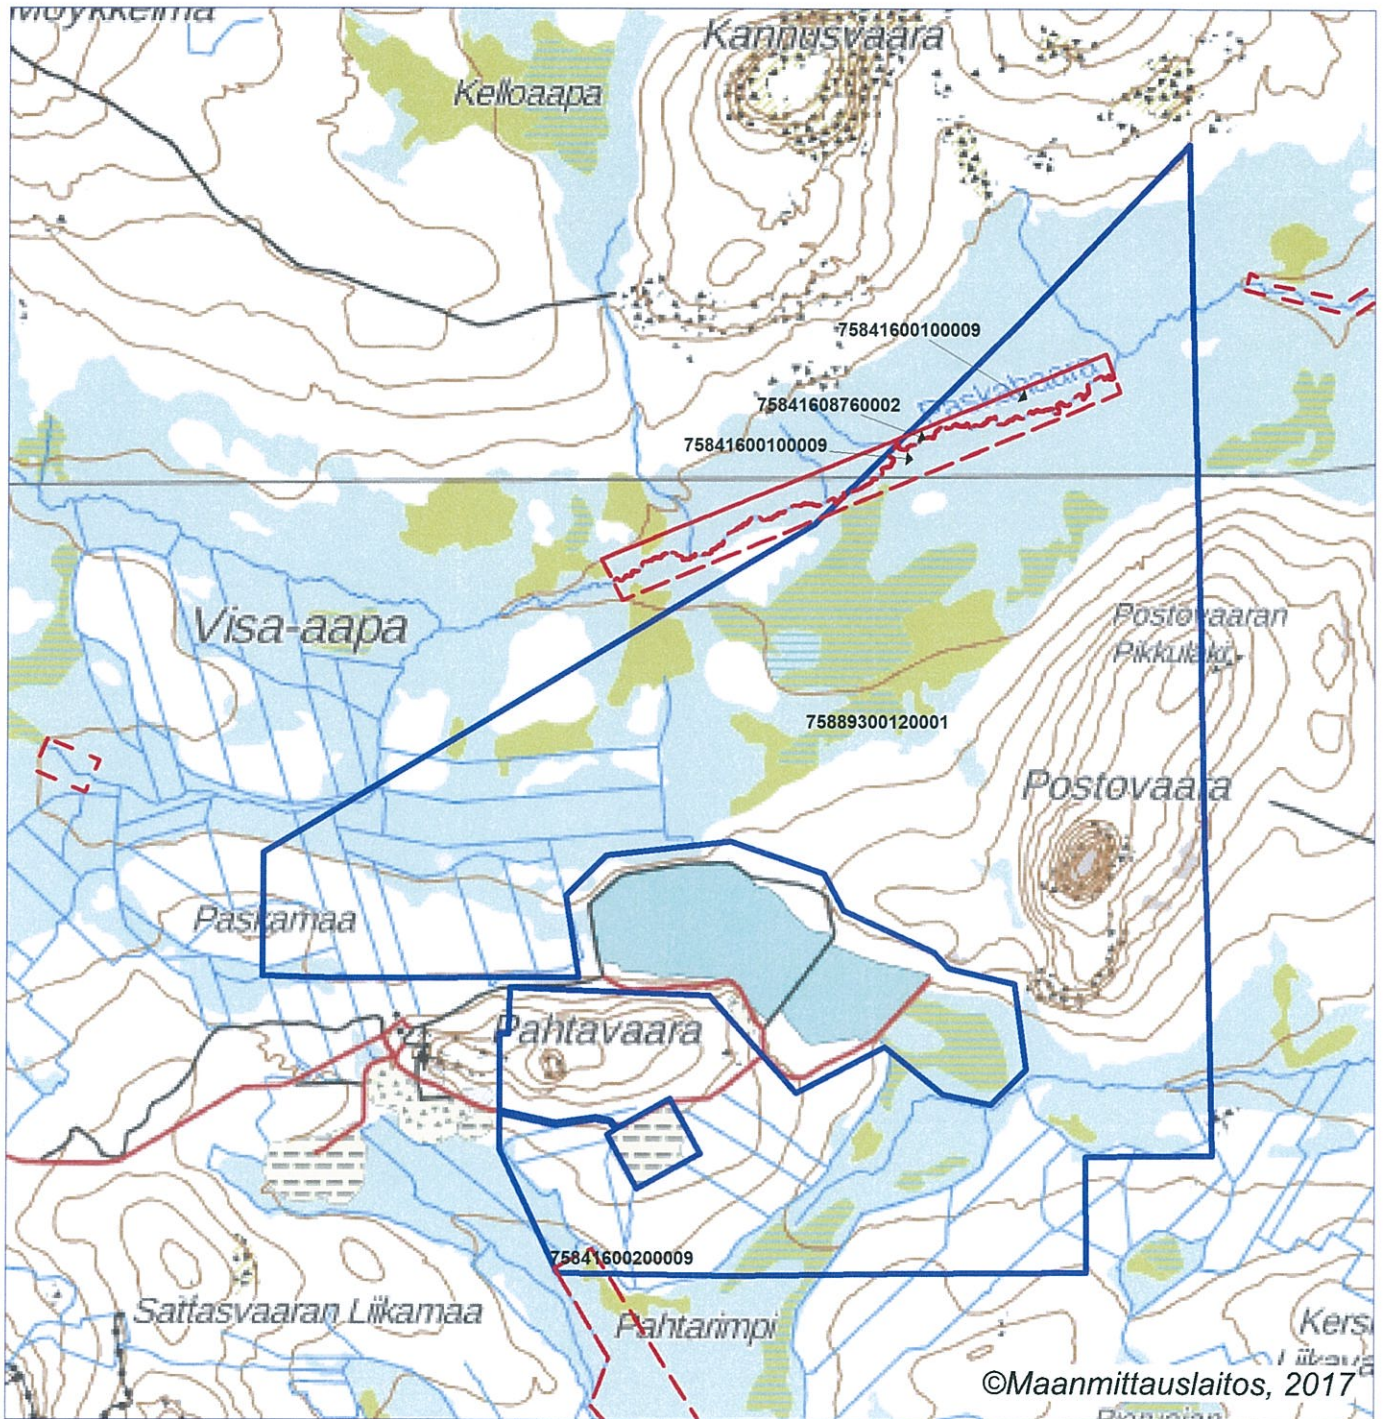 Kannusvaara
Kelloaapa
75841600100009
Paskahaara
75841608760002
75841600100009
Visa-aapa
Postovaaran
Pikkulaki
75889300120001
Postovaara
Paskamaa
Pahtavaara
75841600200009
Sattasvaaran Liikamaa
Pahtarimpi
©Maanmittauslaitos, 2017